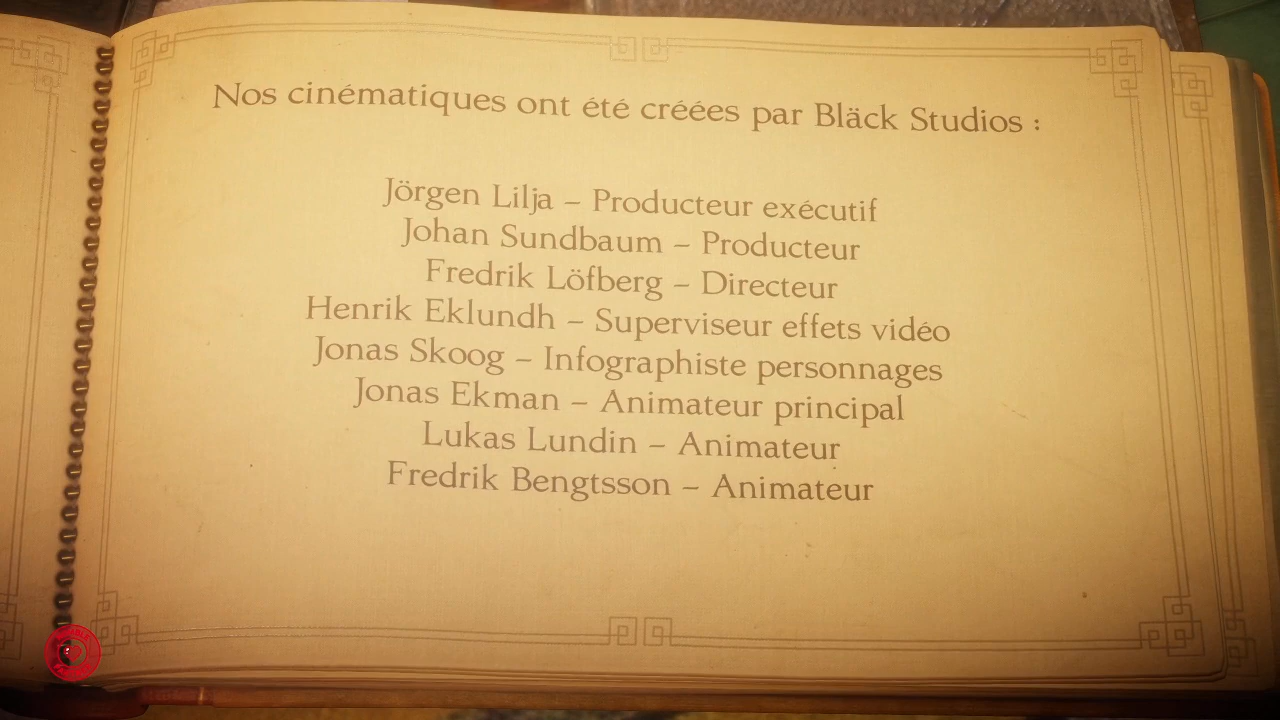 Nos cinématiques ont été créées par Bläck Studios :
Jörgen Lilja – Producteur exécutif
Johan Sundbaum – Producteur
Fredrik Löfberg – Directeur
Henrik Eklundh – Superviseur effets vidéo
Jonas Skoog – Infographiste personnages
Jonas Ekman – Animateur principal
Lukas Lundin – Animateur
Fredrik Bengtsson – Animateur